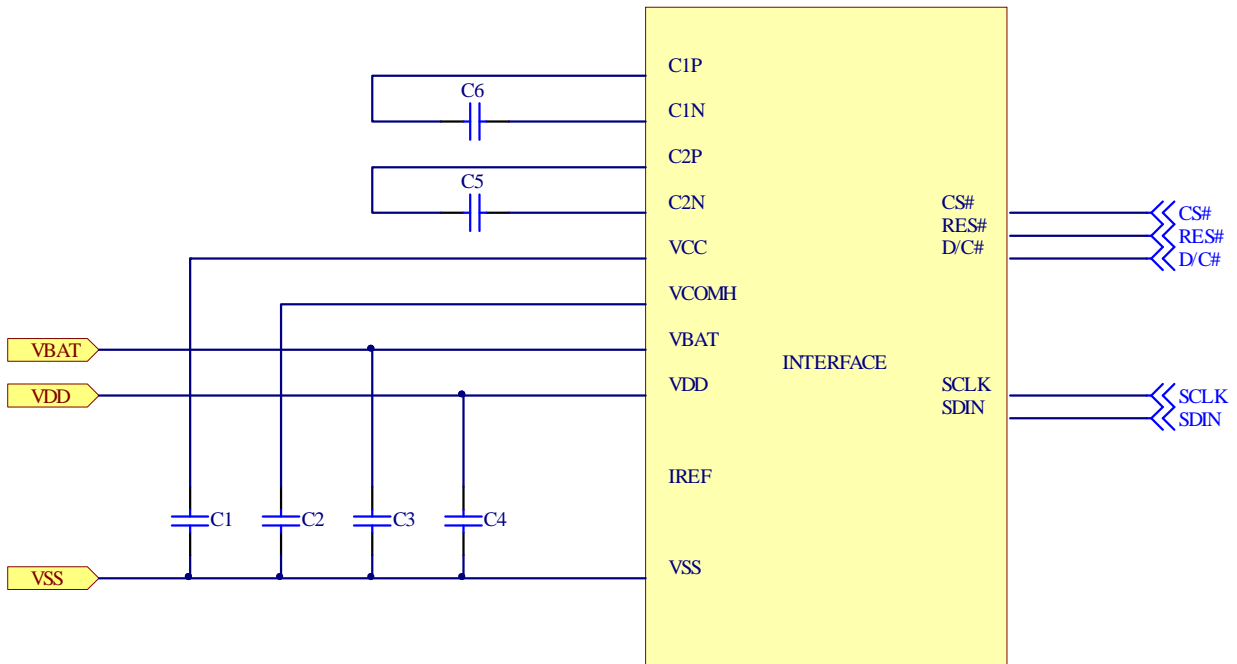 C1P
C6
C1N
C2P
C5
C2N
CS#
CS#
RES#
RES#
VCC
D/C#
D/C#
VCOMH
VBAT
VBAT
INTERFACE
VDD
VDD
SCLK
SCLK
SDIN
SDIN
IREF
C1
C2
C3
C4
VSS
VSS